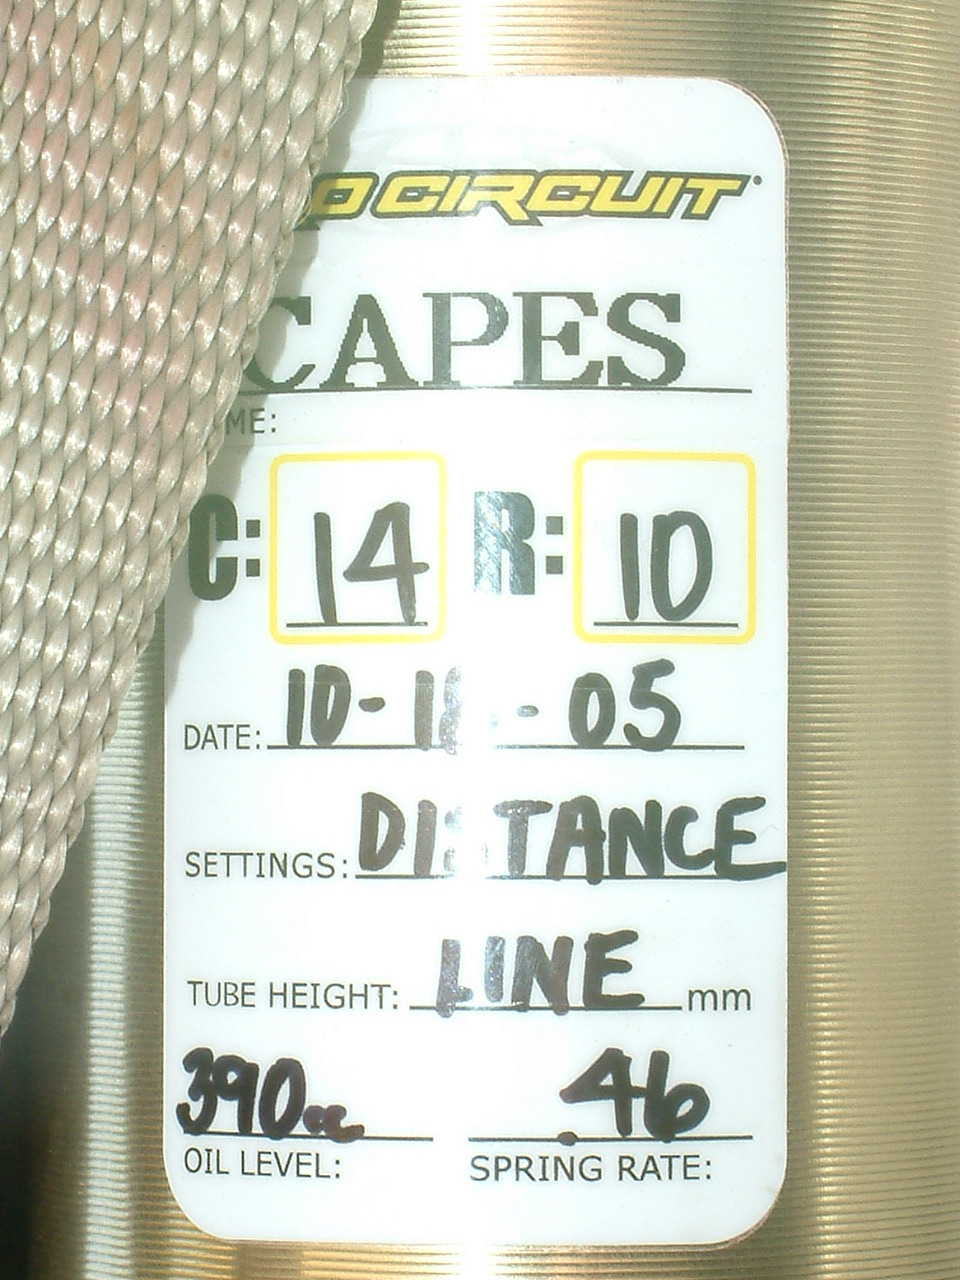 O CIRCUIT
CAPES
ME:
C: 14 R: 10
DATE: 10-18-05
SETTINGS: DISTANCE
TUBE HEIGHT: LINE mm
390cc .46
OIL LEVEL: SPRING RATE: